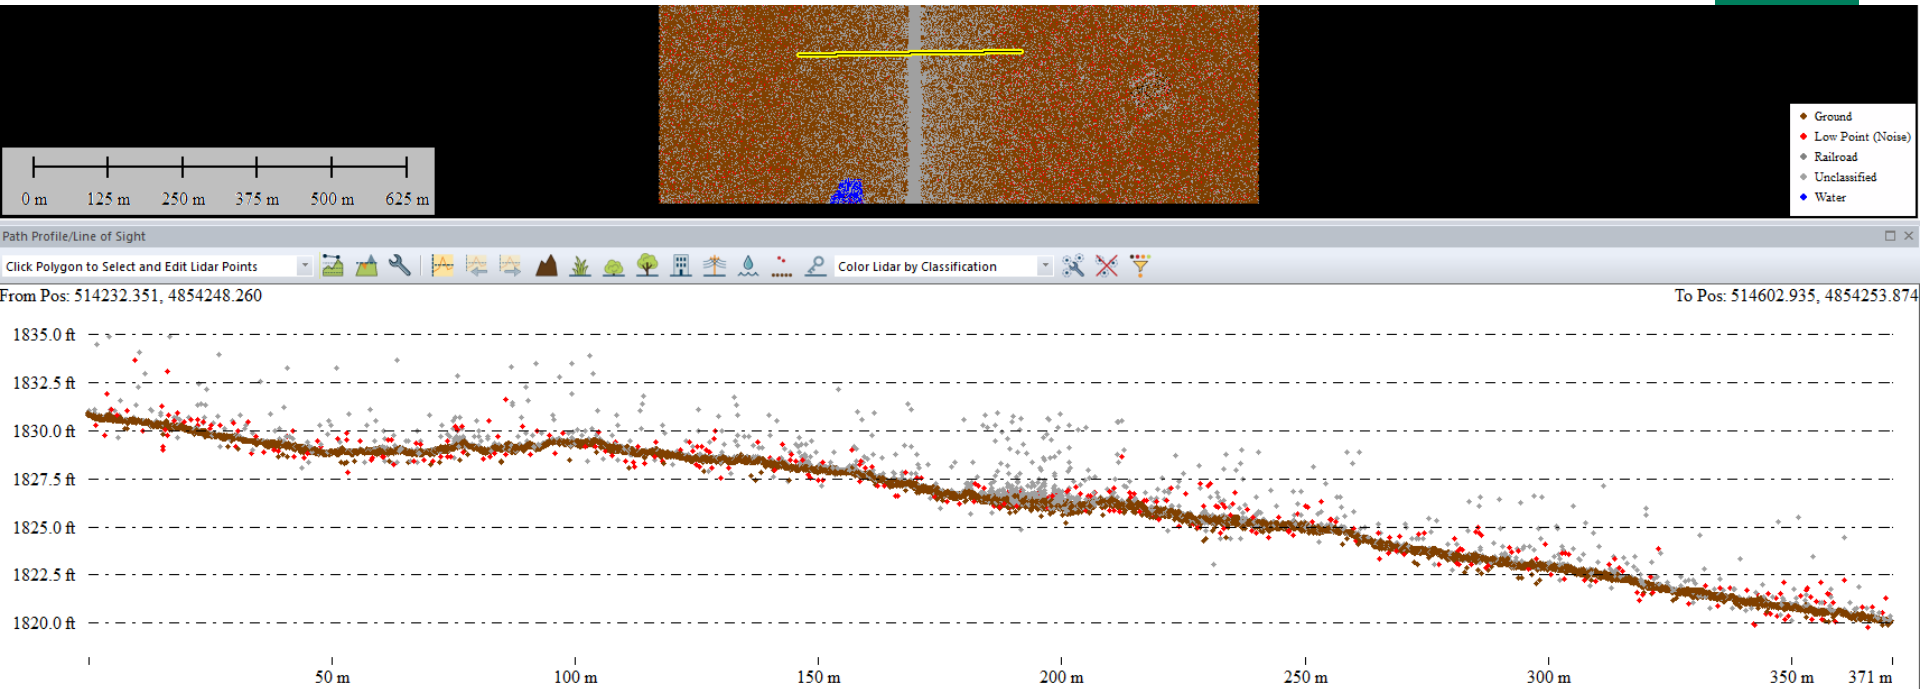 0 m 125 m 250 m 375 m 500 m 625 m
Ground
Low Point (Noise)
Railroad
Unclassified
Water
Path Profile/Line of Sight
Click Polygon to Select and Edit Lidar Points
Color Lidar by Classification
From Pos: 514232.351, 4854248.260
To Pos: 514602.935, 4854253.874
1835.0 ft
1832.5 ft
1830.0 ft
1827.5 ft
1825.0 ft
1822.5 ft
1820.0 ft
50 m 100 m 150 m 200 m 250 m 300 m 350 m 371 m